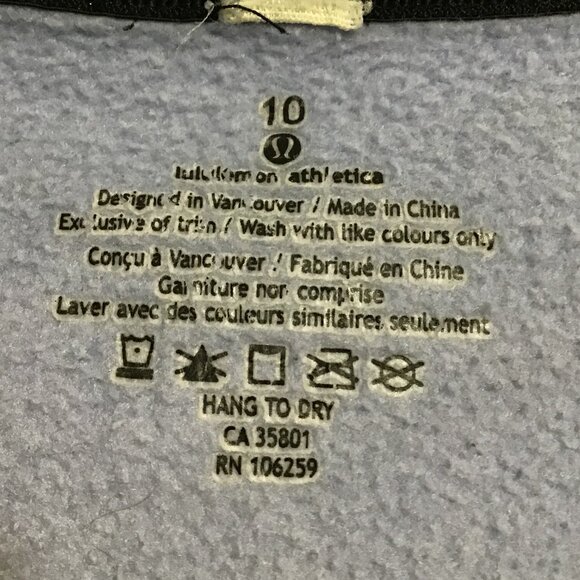 10
lululemon athletica
Designed in Vancouver / Made in China
Exclusive of trim / Wash with like colours only
Conçu à Vancouver / Fabriqué en Chine
Garniture non comprise
Laver avec des couleurs similaires seulement
HANG TO DRY
CA 35801
RN 106259